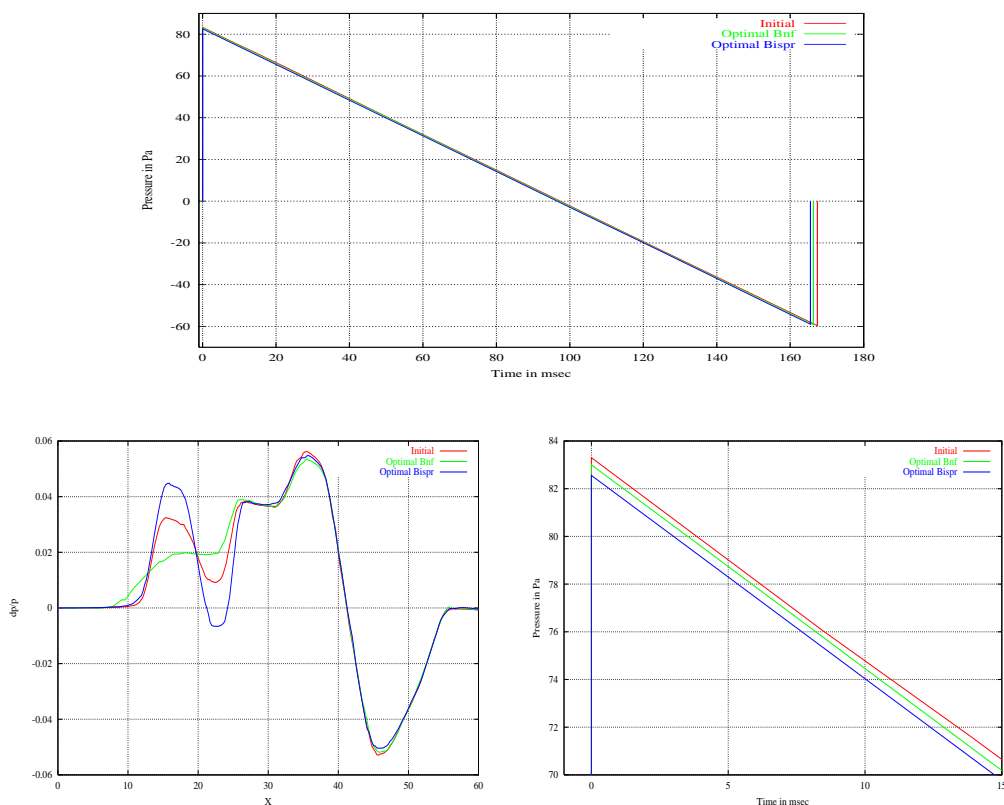 Initial
Optimal Bnf
Optimal Bispr
80
60
40
20
0
-20
-40
-60
Pressure in Pa
0 20 40 60 80 100 120 140 160 180
Time in msec
0.06
0.04
0.02
0
-0.02
-0.04
-0.06
dp/p
Initial
Optimal Bnf
Optimal Bispr
0 10 20 30 40 50 60
X
84
82
80
78
76
74
72
70
Pressure in Pa
Initial
Optimal Bnf
Optimal Bispr
0 5 10 15
Time in msec